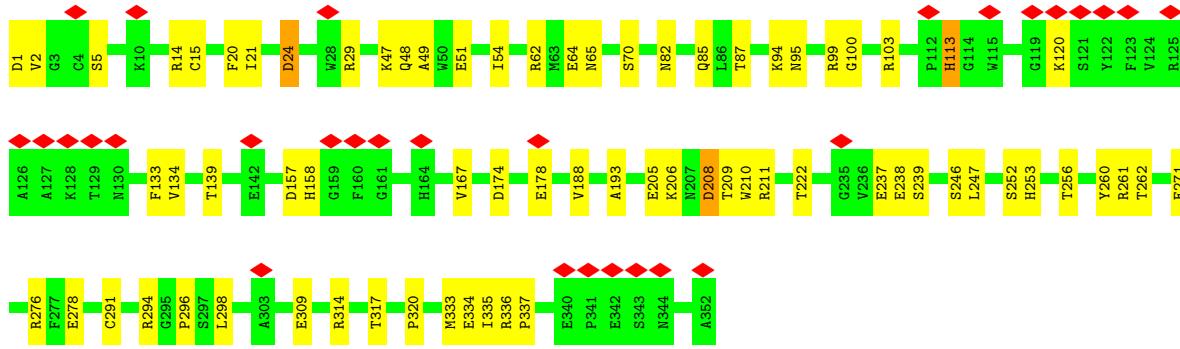 D1 V2 G3 C4 S5 K10 R14 C15 F20 I21 D24 W28 R29 K47 Q48 A49 W50 E51 I54 R62 M63 E64 N65 S70 N82 Q85 L86 T87 K94 N95 R99 G100 R103 P112 H113 G114 W115 G119 K120 S121 Y122 F123 V124 R125
A126 A127 K128 T129 N130 F133 V134 T139 E142 D157 H158 G159 F160 G161 H164 V167 D174 E178 V188 A193 E205 K206 N207 D208 T209 W210 R211 T222 G235 V236 E237 E238 S239 S246 L247 S252 H253 T256 Y260 R261 T262
R276 F277 E278 C291 R294 G295 P296 S297 L298 A303 E309 R314 T317 P320 M333 E334 I335 R336 P337 E340 P341 E342 S343 N344 A352